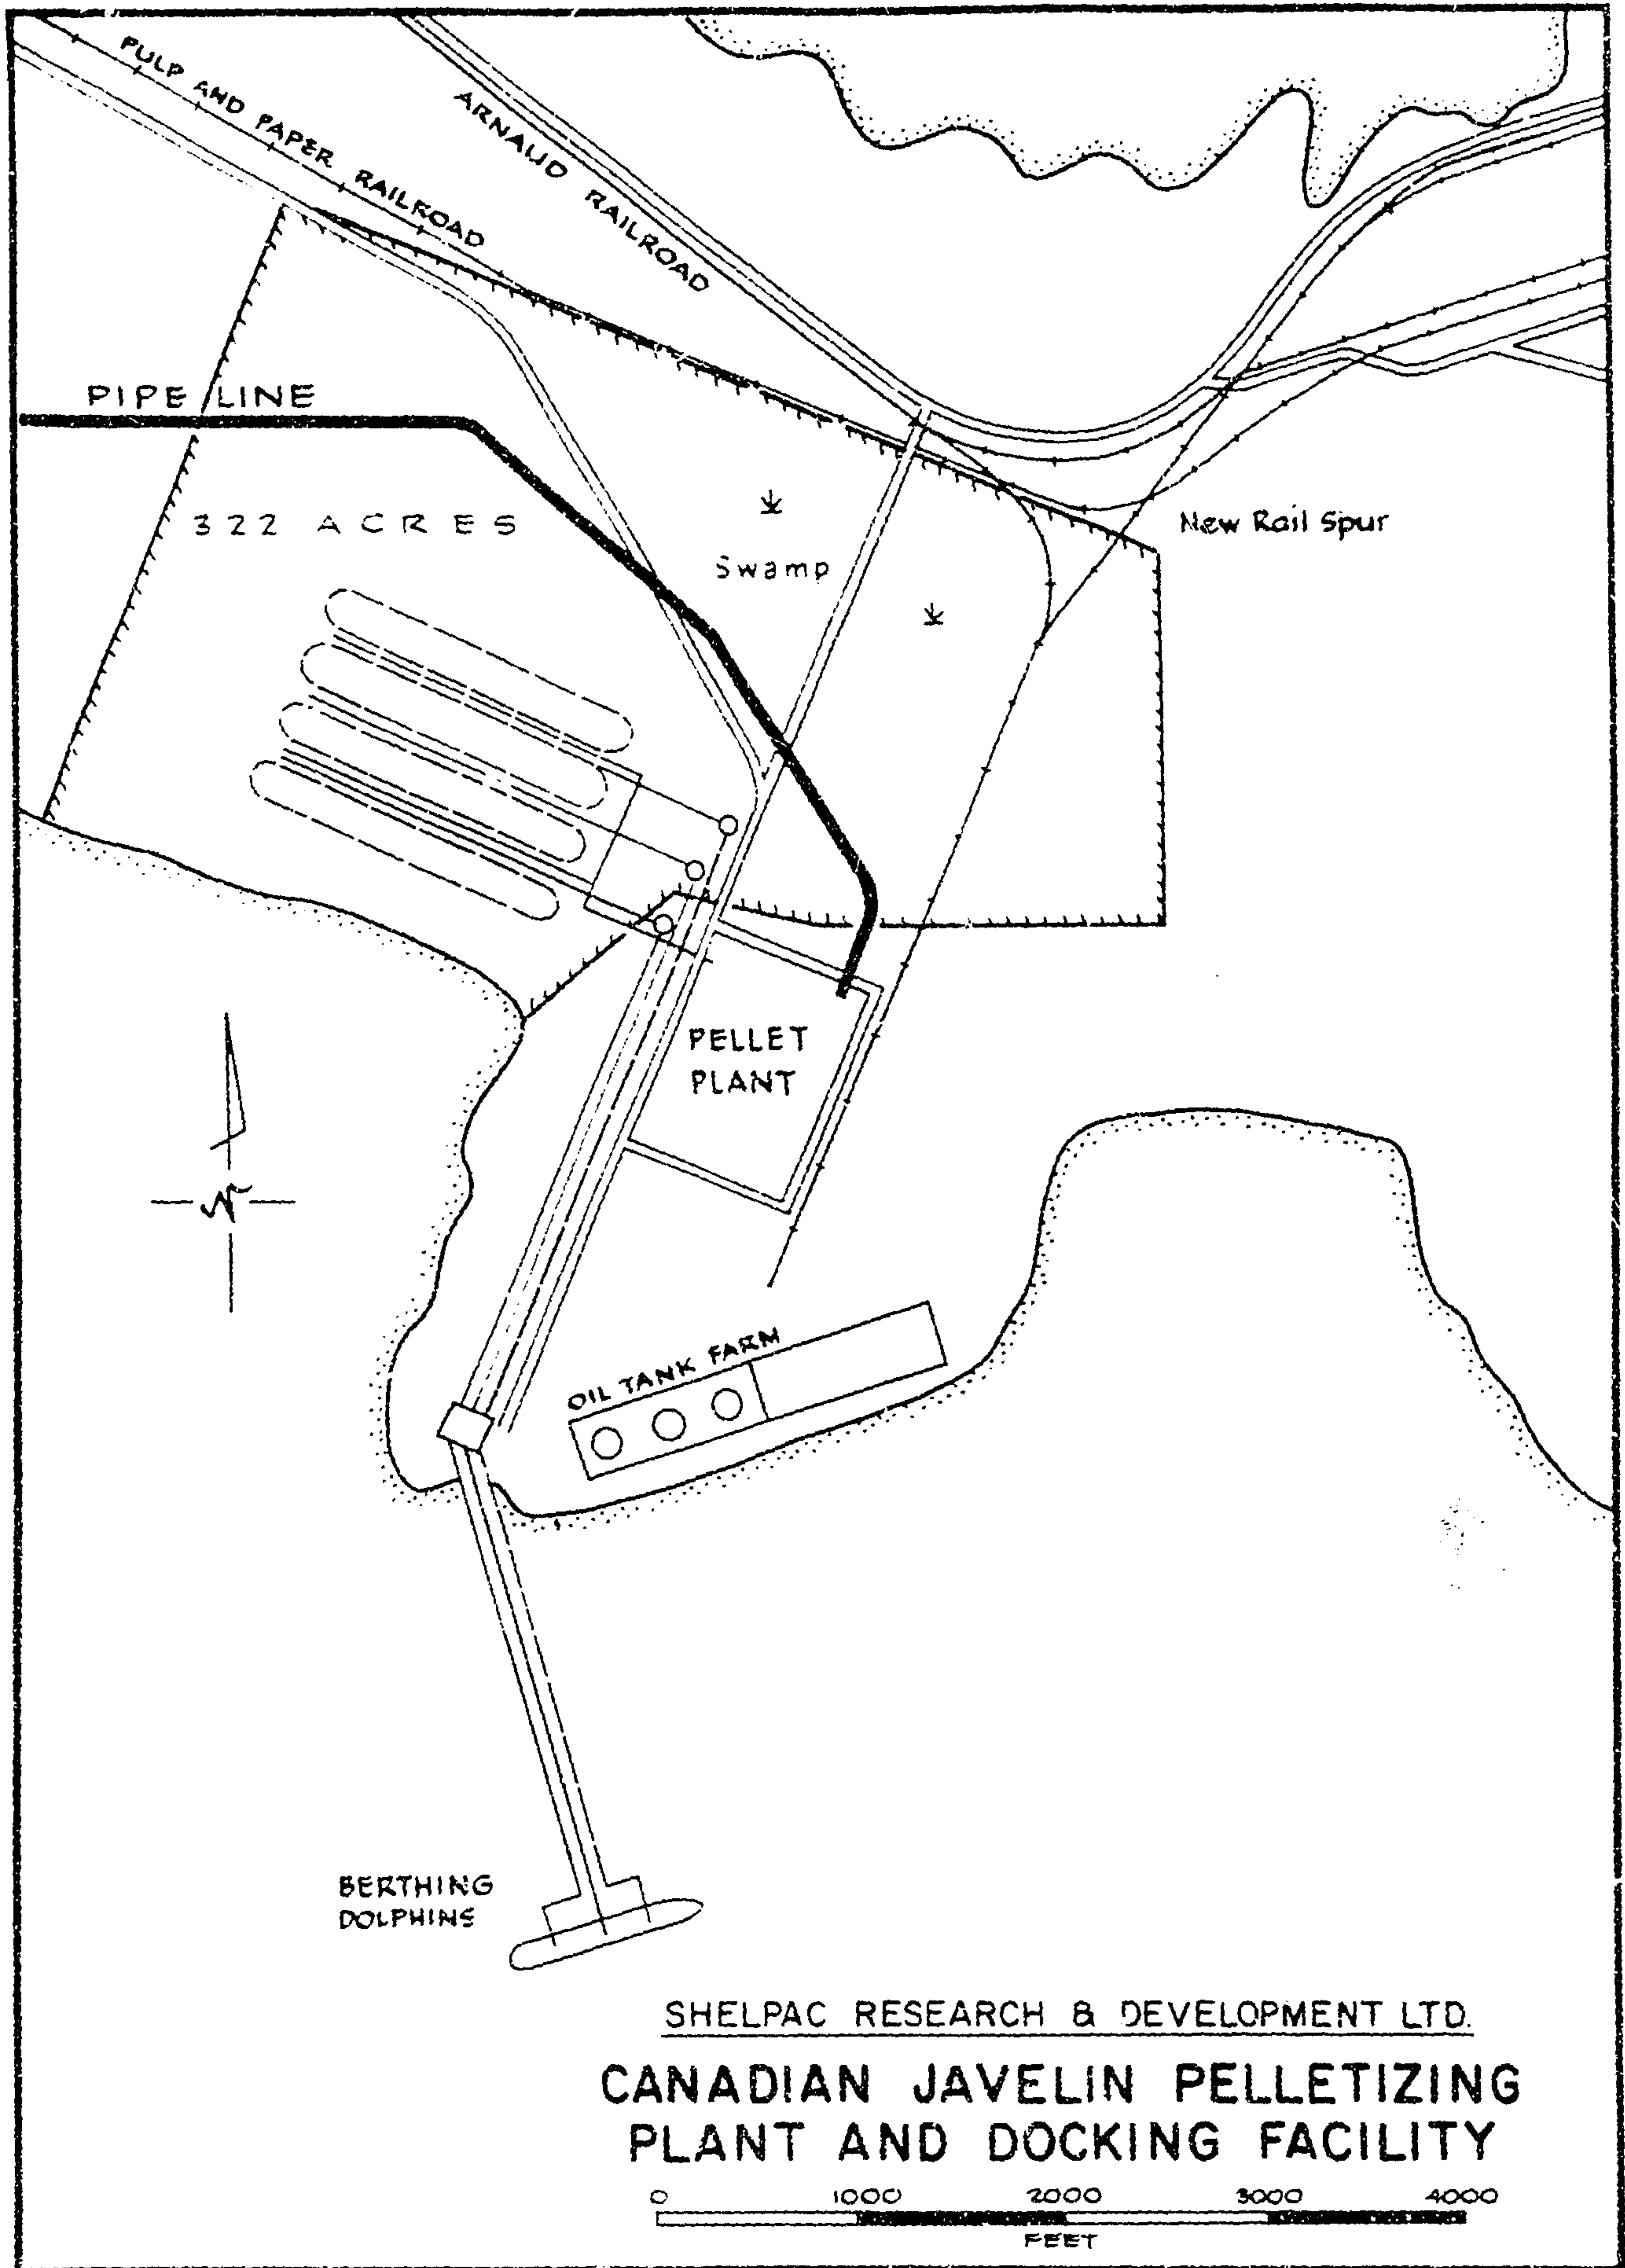 PULP AND PAPER RAILROAD
ARNAUD RAILROAD
PIPE LINE
322 ACRES
New Rail Spur
Swamp
PELLET
PLANT
N
OIL TANK FARM
BERTHING
DOLPHINS
SHELPAC RESEARCH & DEVELOPMENT LTD.
CANADIAN JAVELIN PELLETIZING
PLANT AND DOCKING FACILITY
0 1000 2000 3000 4000
FEET